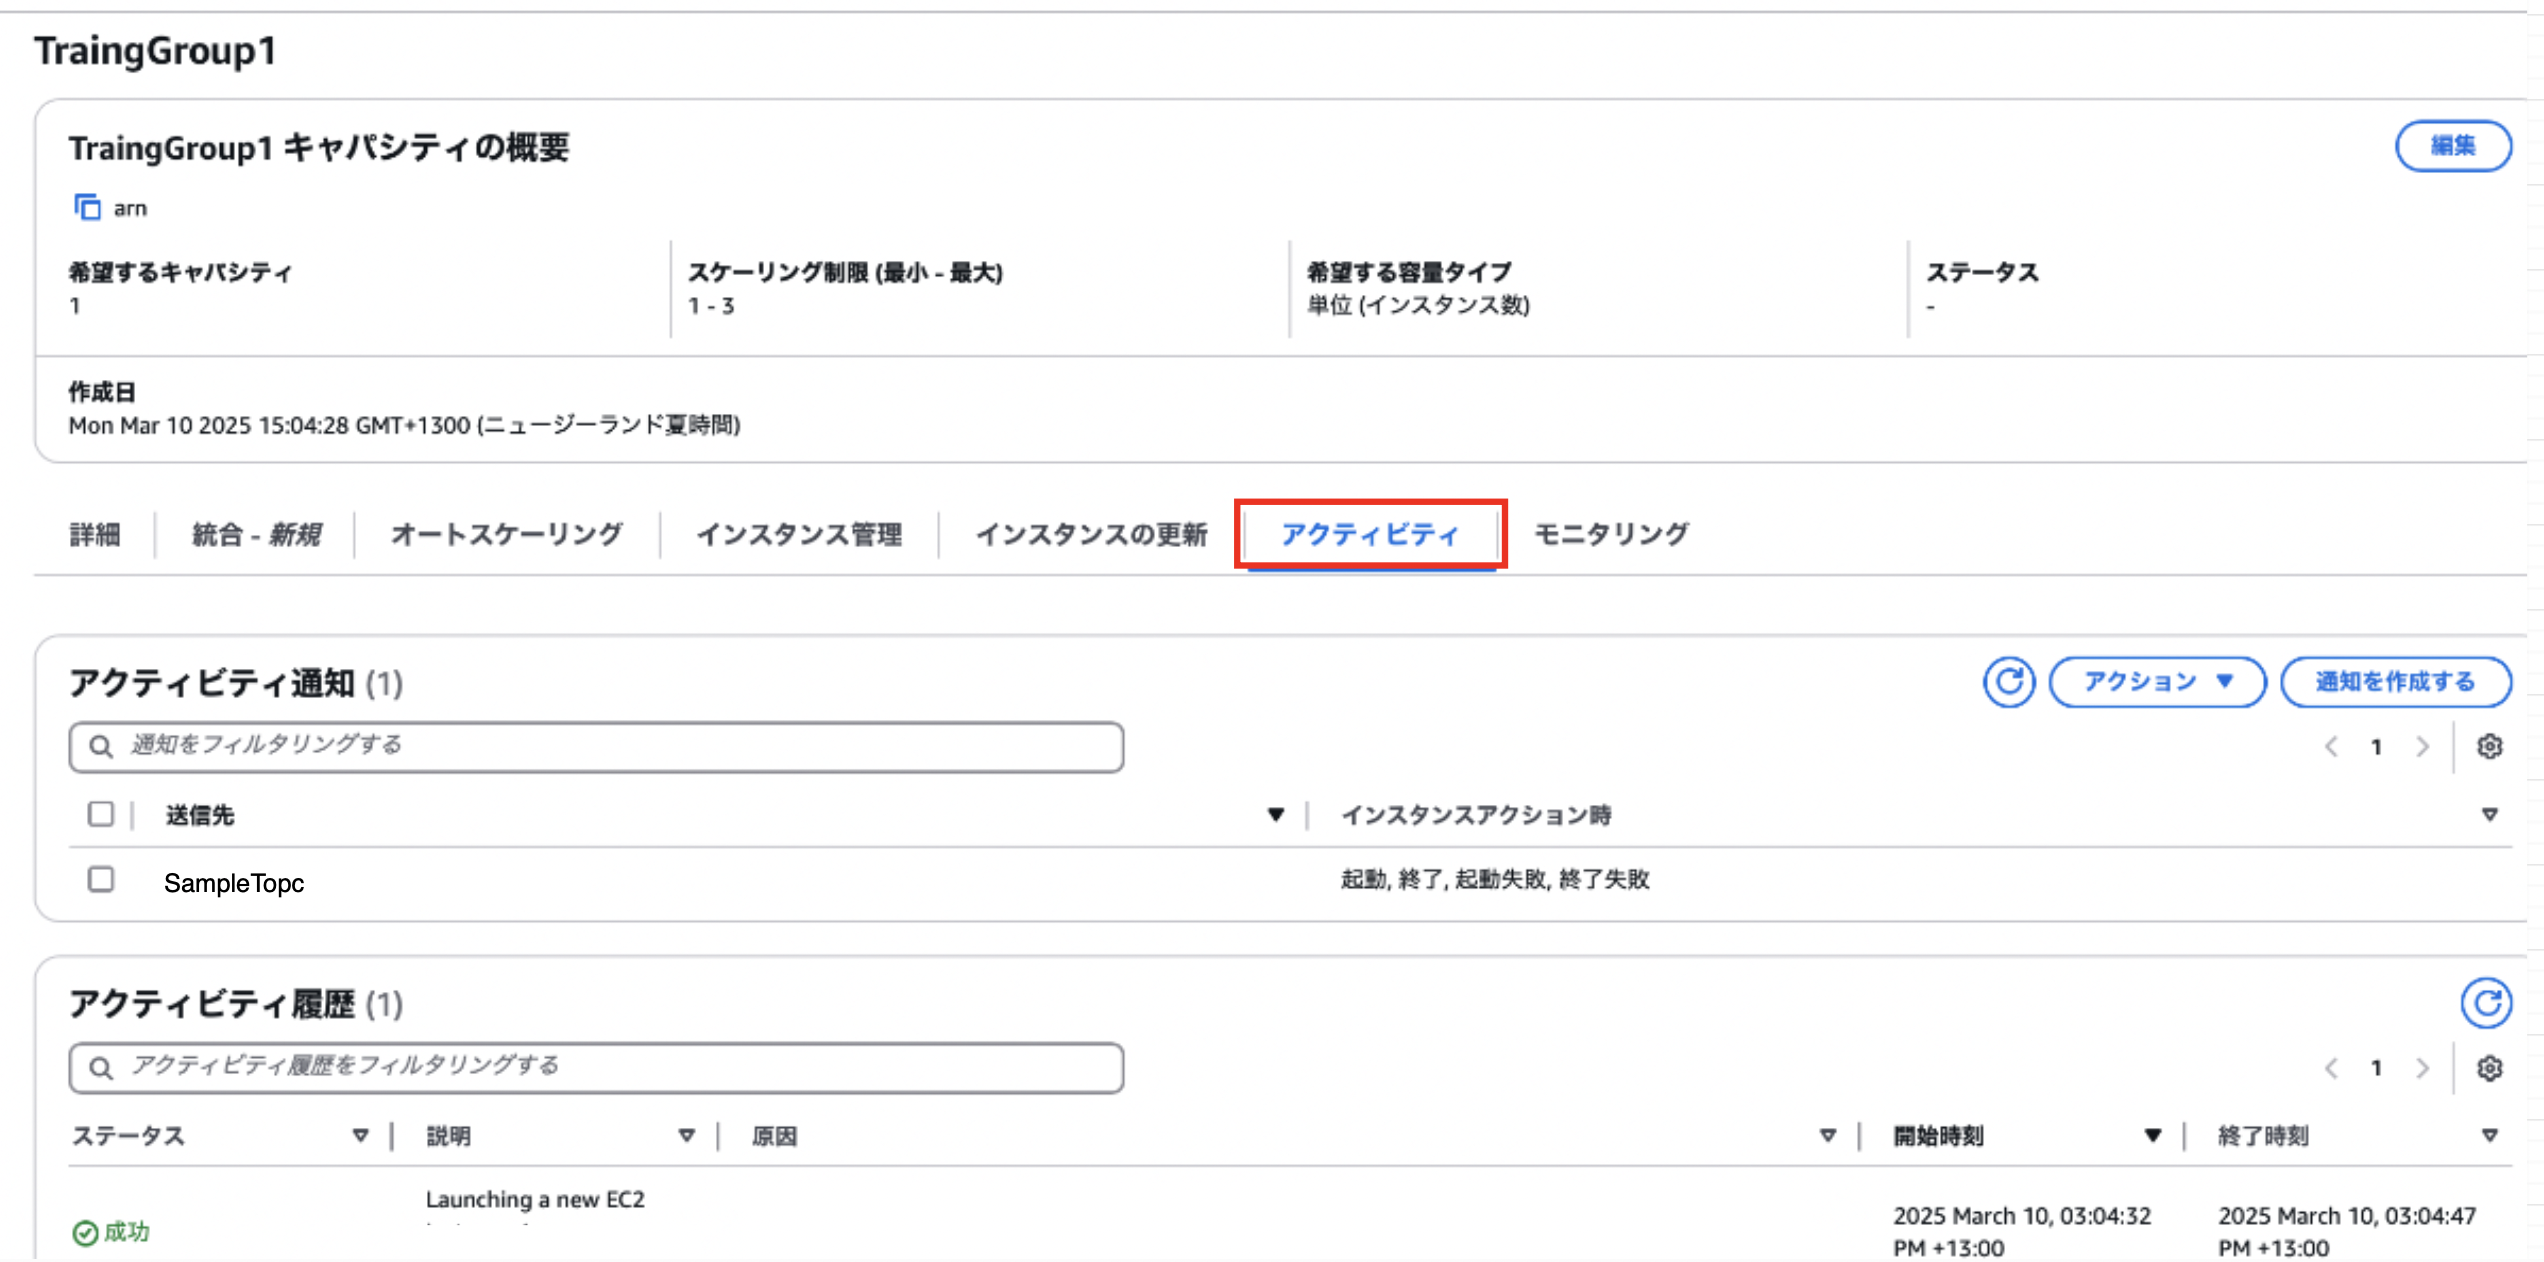 TraingGroup1
TraingGroup1 キャパシティの概要
編集
arn
希望するキャパシティ
1
スケーリング制限 (最小 - 最大)
1 - 3
希望する容量タイプ
単位 (インスタンス数)
ステータス
-
作成日
Mon Mar 10 2025 15:04:28 GMT+1300 (ニュージーランド夏時間)
詳細 統合 - 新規 オートスケーリング インスタンス管理 インスタンスの更新 アクティビティ モニタリング
アクティビティ通知 (1)
アクション 通知を作成する
通知をフィルタリングする
1
送信先 インスタンスアクション時
SampleTopc 起動, 終了, 起動失敗, 終了失敗
アクティビティ履歴 (1)
アクティビティ履歴をフィルタリングする
1
ステータス 説明 原因 開始時刻 終了時刻
成功
Launching a new EC2
2025 March 10, 03:04:32
PM +13:00
2025 March 10, 03:04:47
PM +13:00